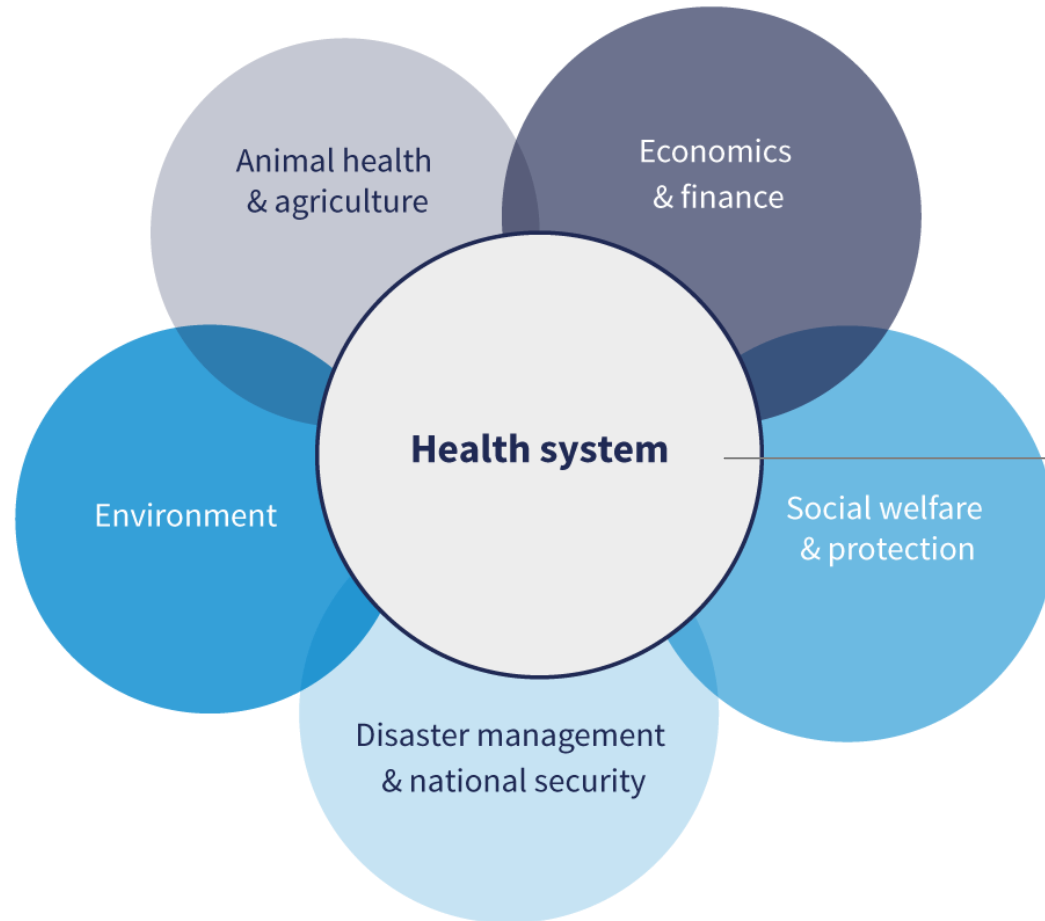 Animal health
& agriculture
Economics
& finance
Health system
Environment
Social welfare
& protection
Disaster management
& national security